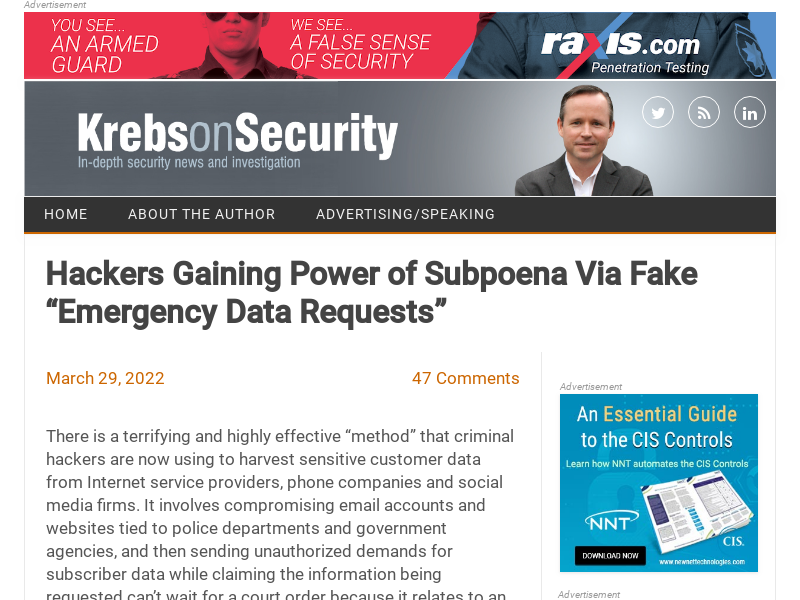 Advertisement
YOU SEE...
AN ARMED
GUARD
WE SEE...
A FALSE SENSE
OF SECURITY
raxis.com
Penetration Testing
KrebsonSecurity
In-depth security news and investigation
HOME ABOUT THE AUTHOR ADVERTISING/SPEAKING
Hackers Gaining Power of Subpoena Via Fake
“Emergency Data Requests”
March 29, 2022 47 Comments
There is a terrifying and highly effective “method” that criminal
hackers are now using to harvest sensitive customer data
from Internet service providers, phone companies and social
media firms. It involves compromising email accounts and
websites tied to police departments and government
agencies, and then sending unauthorized demands for
subscriber data while claiming the information being
requested can’t wait for a court order because it relates to an
Advertisement
An Essential Guide
to the CIS Controls
Learn how NNT automates the CIS Controls
NNT
CIS.
DOWNLOAD NOW
www.newnettechnologies.com
Advertisement